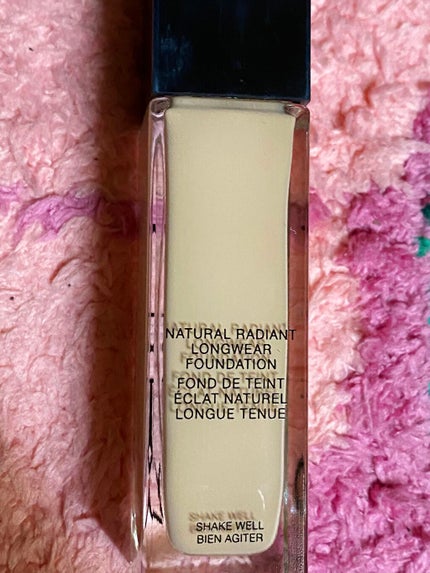 NATURAL RADIANT
LONGWEAR
FOUNDATION
FOND DE TEINT
ÉCLAT NATUREL
LONGUE TENUE
SHAKE WELL
BIEN AGITER